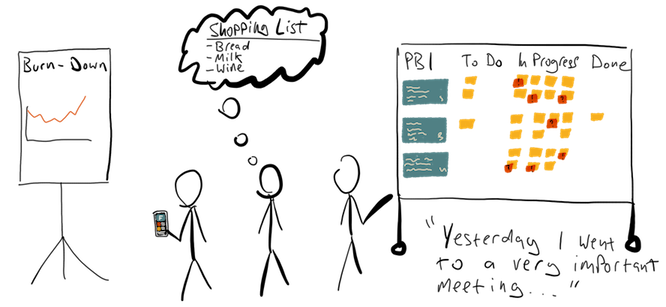 Burn-Down
Shopping List
-Bread
-Milk
-Wine
PBI To Do In Progress Done
"Yesterday I went
to a very important
meeting..."